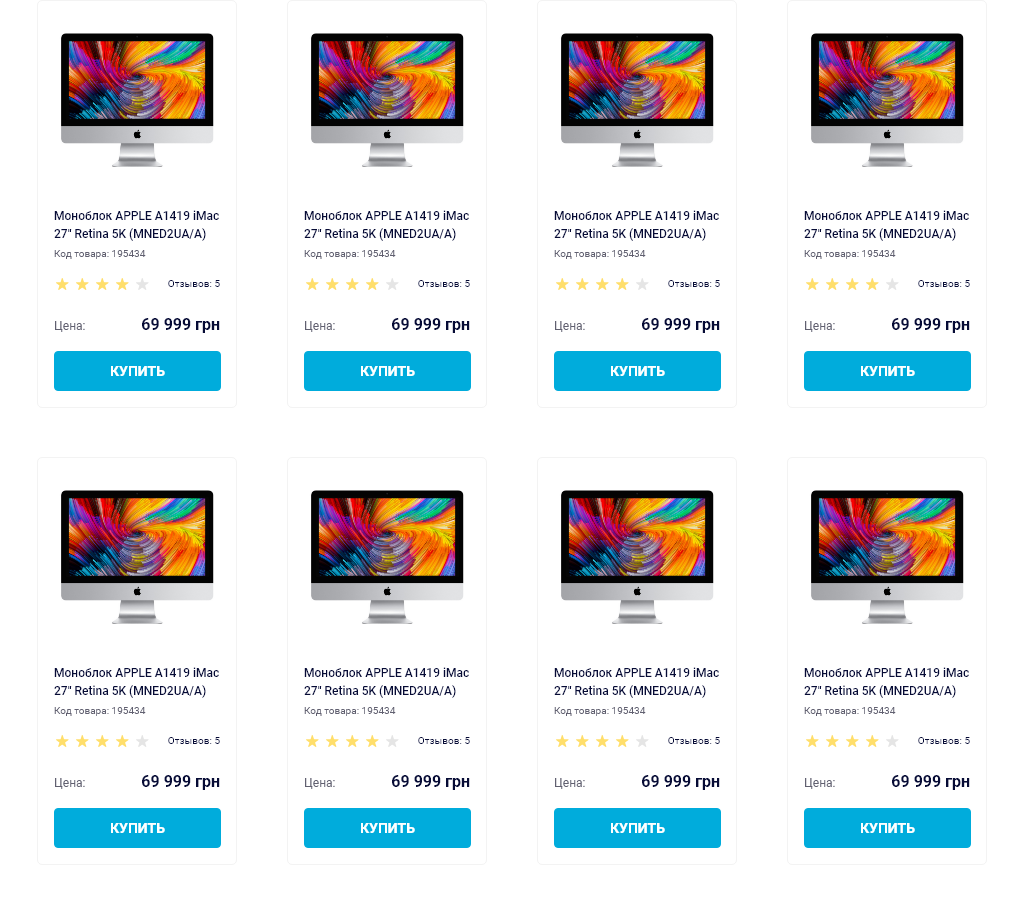 Моноблок APPLE A1419 iMac
27" Retina 5K (MNED2UA/A)
Код товара: 195434
Отзывов: 5
Цена: 69 999 грн
КУПИТЬ
Моноблок APPLE A1419 iMac
27" Retina 5K (MNED2UA/A)
Код товара: 195434
Отзывов: 5
Цена: 69 999 грн
КУПИТЬ
Моноблок APPLE A1419 iMac
27" Retina 5K (MNED2UA/A)
Код товара: 195434
Отзывов: 5
Цена: 69 999 грн
КУПИТЬ
Моноблок APPLE A1419 iMac
27" Retina 5K (MNED2UA/A)
Код товара: 195434
Отзывов: 5
Цена: 69 999 грн
КУПИТЬ
Моноблок APPLE A1419 iMac
27" Retina 5K (MNED2UA/A)
Код товара: 195434
Отзывов: 5
Цена: 69 999 грн
КУПИТЬ
Моноблок APPLE A1419 iMac
27" Retina 5K (MNED2UA/A)
Код товара: 195434
Отзывов: 5
Цена: 69 999 грн
КУПИТЬ
Моноблок APPLE A1419 iMac
27" Retina 5K (MNED2UA/A)
Код товара: 195434
Отзывов: 5
Цена: 69 999 грн
КУПИТЬ
Моноблок APPLE A1419 iMac
27" Retina 5K (MNED2UA/A)
Код товара: 195434
Отзывов: 5
Цена: 69 999 грн
КУПИТЬ